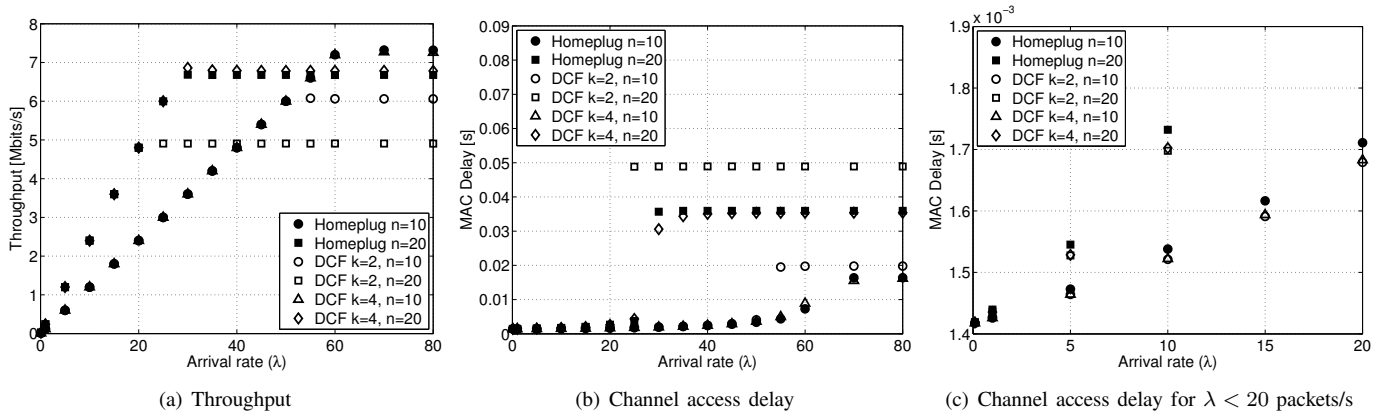 8
7
6
5
4
3
2
1
0
Throughput [Mbits/s]
Homeplug n=10
Homeplug n=20
DCF k=2, n=10
DCF k=2, n=20
DCF k=4, n=10
DCF k=4, n=20
0 20 40 60 80
Arrival rate (λ)
(a) Throughput
0.09
0.08
0.07
0.06
0.05
0.04
0.03
0.02
0.01
0
MAC Delay [s]
Homeplug n=10
Homeplug n=20
DCF k=2, n=10
DCF k=2, n=20
DCF k=4, n=10
DCF k=4, n=20
0 10 20 30 40 50 60 70 80
Arrival rate (λ)
(b) Channel access delay
x 10⁻³
1.9
1.8
1.7
1.6
1.5
1.4
MAC Delay [s]
Homeplug n=10
Homeplug n=20
DCF k=2, n=10
DCF k=2, n=20
DCF k=4, n=10
DCF k=4, n=20
0 5 10 15 20
Arrival rate (λ)
(c) Channel access delay for λ < 20 packets/s